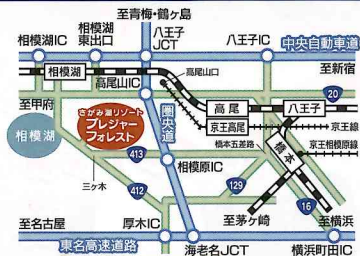 至青梅・鶴ヶ島
相模湖IC
相模湖
東出口
八王子
JCT
八王子IC
中央自動車道
至新宿
相模湖
高尾山IC
高尾山口
至甲府
高尾
八王子
20
京王高尾
京王線
相模湖
さがみ湖リゾート
プレジャー
フォレスト
圏央道
橋本五差路
橋本
京王相模原線
413
相模原IC
三ヶ木
412
129
16
至名古屋
厚木IC
至茅ヶ崎
至横浜
東名高速道路
海老名JCT
横浜町田IC